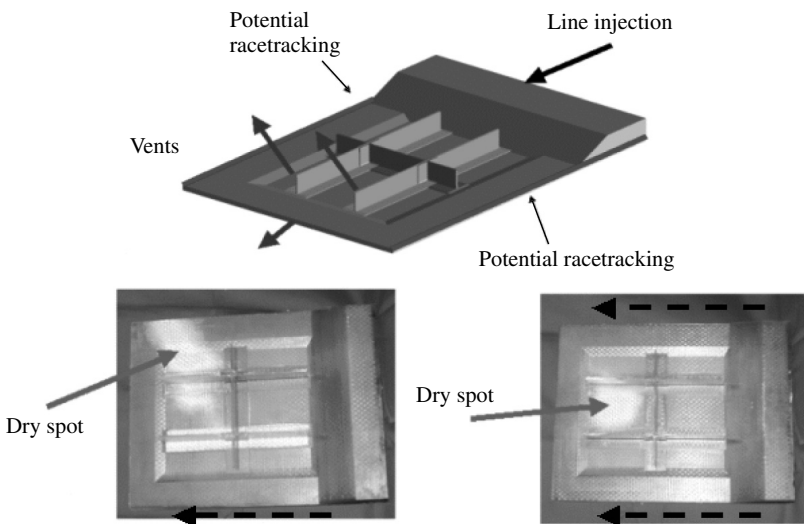 Potential
racetracking
Line injection
Vents
Potential racetracking
Dry spot
Dry spot